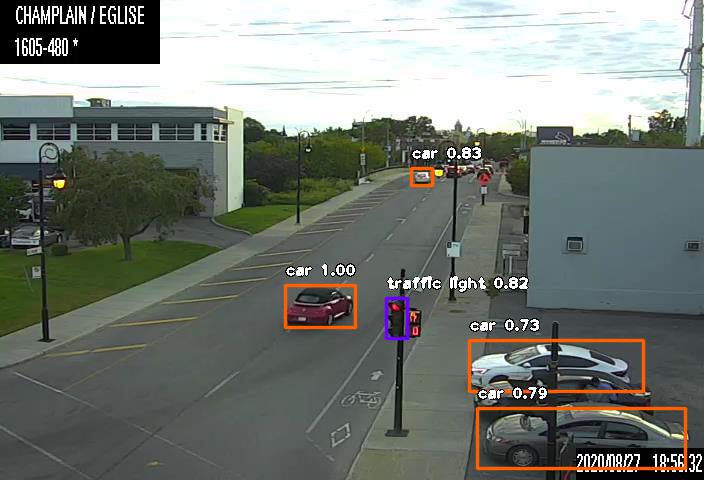 CHAMPLAIN / EGLISE
1605-480 *
car 0.83
car 1.00
traffic light 0.82
car 0.73
car 0.79
2020/08/27 18:56:32